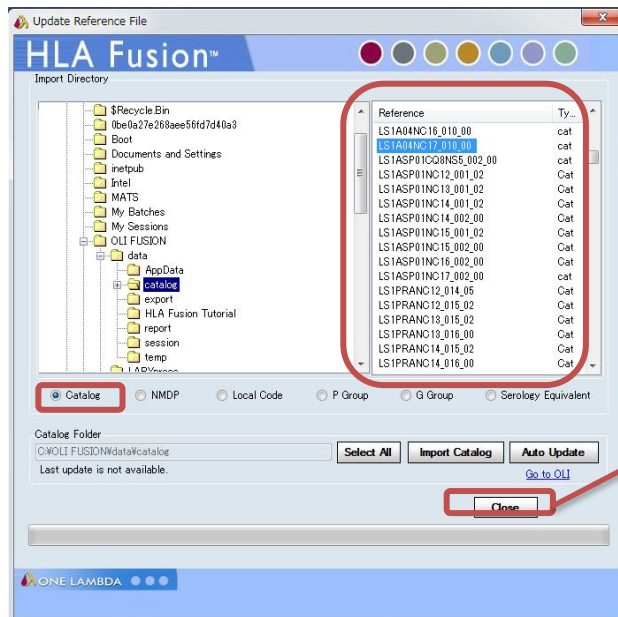 Update Reference File
HLA Fusion™
Import Directory
$Recycle.Bin
0be0a27e268aee56fd7d40a3
Boot
Documents and Settings
inetpub
Intel
MATS
My Batches
My Sessions
OLI FUSION
data
AppData
catalog
export
HLA Fusion Tutorial
report
session
temp
Reference Ty...
LS1A04NC16_010_00 cat
LS1A04NC17_010_00 cat
LS1ASP01CQ8NS5_002_00 cat
LS1ASP01NC12_001_02 Cat
LS1ASP01NC13_001_02 Cat
LS1ASP01NC14_001_02 Cat
LS1ASP01NC14_002_00 Cat
LS1ASP01NC15_001_02 Cat
LS1ASP01NC15_002_00 Cat
LS1ASP01NC16_002_00 Cat
LS1ASP01NC17_002_00 cat
LS1PRANC12_014_05 Cat
LS1PRANC12_015_02 Cat
LS1PRANC13_015_02 Cat
LS1PRANC13_016_00 Cat
LS1PRANC14_015_02 Cat
LS1PRANC14_016_00 Cat
Catalog NMDP Local Code P Group G Group Serology Equivalent
Catalog Folder
C:¥OLI FUSION¥data¥catalog Select All Import Catalog Auto Update
Last update is not available. Go to OLI
Close
ONE LAMBDA